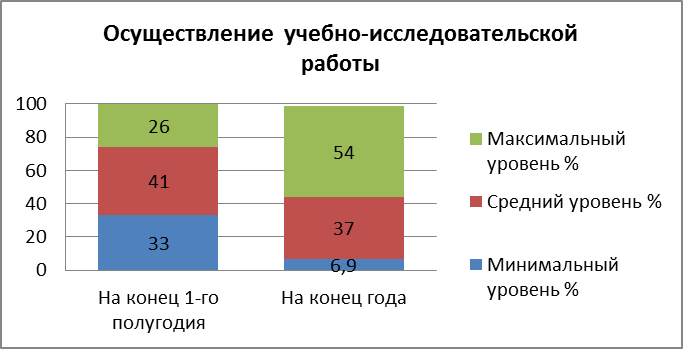 Осуществление учебно-исследовательской
работы
100
80
60
40
20
0
26
41
33
54
37
6,9
На конец 1-го
полугодия
На конец года
Максимальный
уровень %
Средний уровень %
Минимальный
уровень %